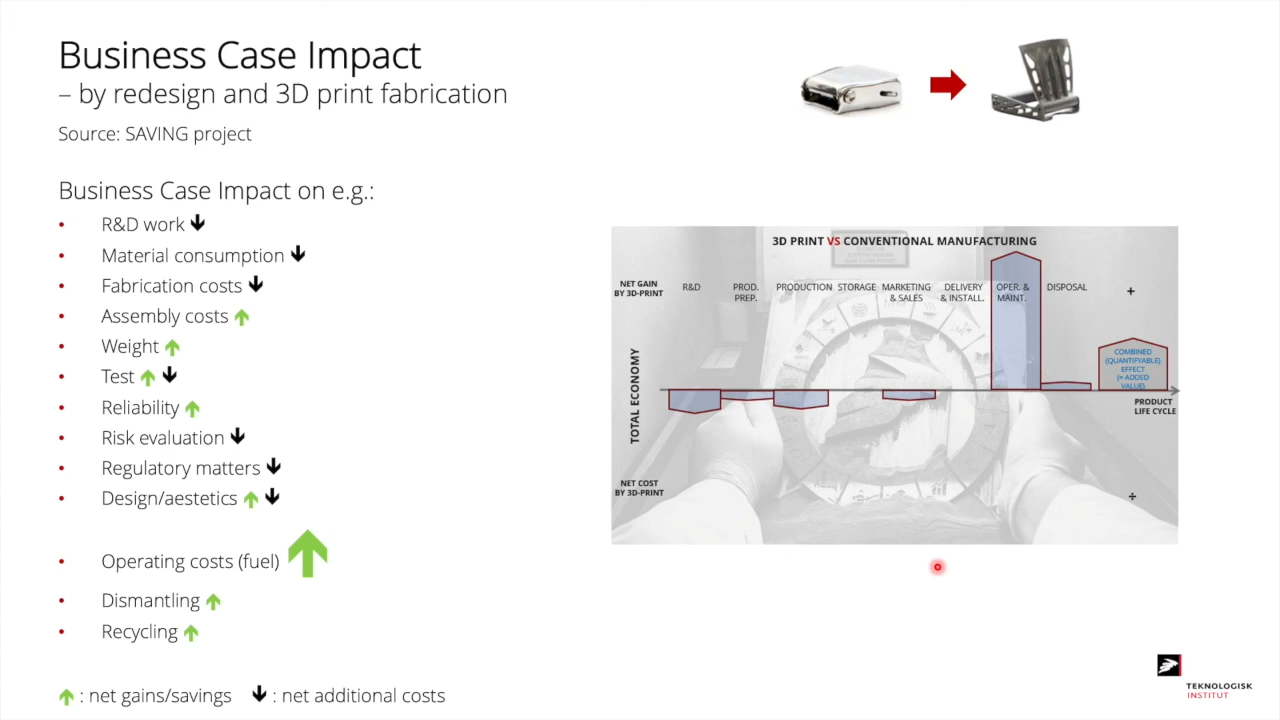 Business Case Impact
– by redesign and 3D print fabrication
Source: SAVING project
Business Case Impact on e.g.:
• R&D work
• Material consumption
• Fabrication costs
• Assembly costs
• Weight
• Test
• Reliability
• Risk evaluation
• Regulatory matters
• Design/aestetics
• Operating costs (fuel)
• Dismantling
• Recycling
: net gains/savings : net additional costs
3D PRINT VS CONVENTIONAL MANUFACTURING
NET GAIN
BY 3D-PRINT
R&D
PROD.
PREP.
PRODUCTION
STORAGE
MARKETING
& SALES
DELIVERY
& INSTALL.
OPER. &
MAINT.
DISPOSAL
+
COMBINED
(QUANTIFYABLE)
EFFECT
(= ADDED
VALUE)
TOTAL ECONOMY
PRODUCT
LIFE CYCLE
NET COST
BY 3D-PRINT
÷
TEKNOLOGISK
INSTITUT